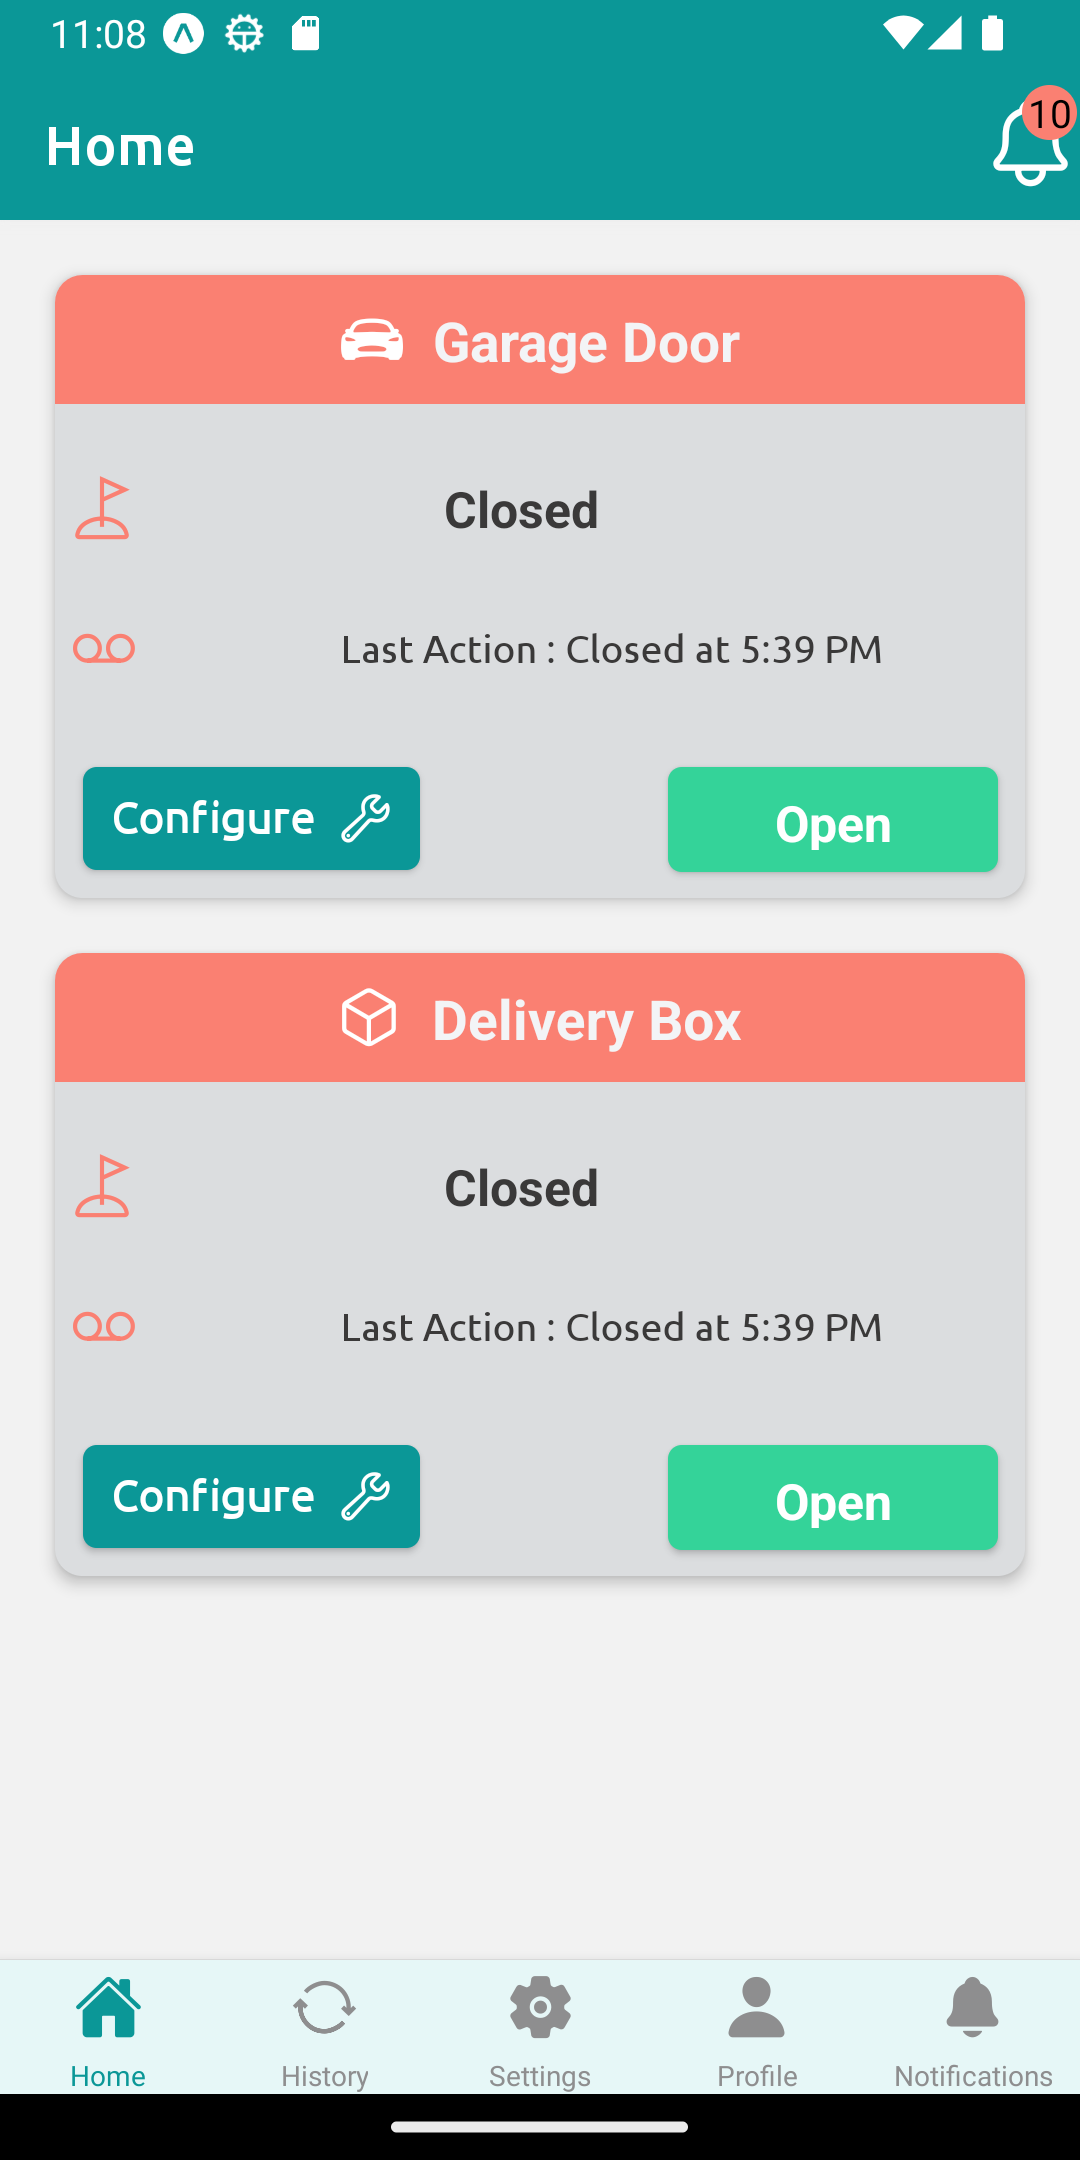 11:08
Home
10
Garage Door
Closed
Last Action : Closed at 5:39 PM
Configure
Open
Delivery Box
Closed
Last Action : Closed at 5:39 PM
Configure
Open
Home
History
Settings
Profile
Notifications